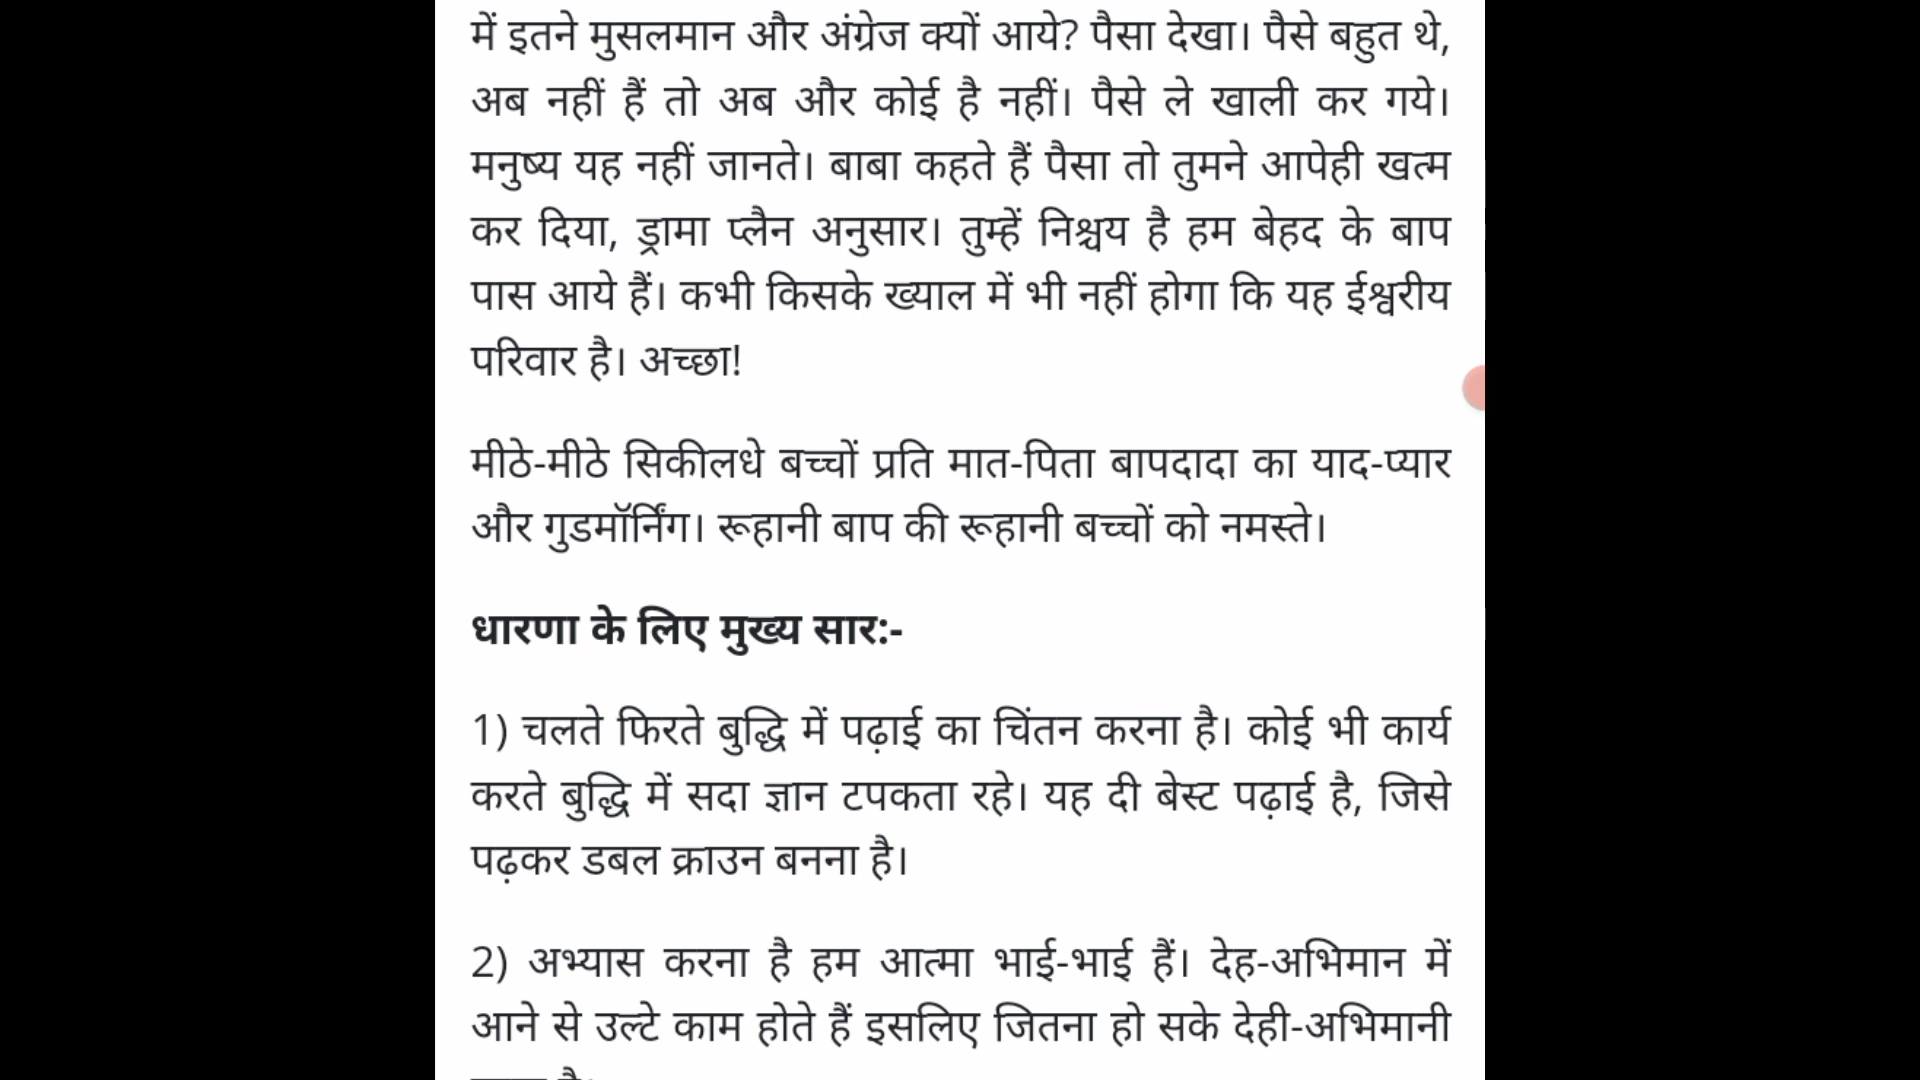 में इतने मुसलमान और अंग्रेज क्यों आये? पैसा देखा। पैसे बहुत थे,
अब नहीं हैं तो अब और कोई है नहीं। पैसे ले खाली कर गये।
मनुष्य यह नहीं जानते। बाबा कहते हैं पैसा तो तुमने आपेही खत्म
कर दिया, ड्रामा प्लैन अनुसार। तुम्हें निश्चय है हम बेहद के बाप
पास आये हैं। कभी किसके ख्याल में भी नहीं होगा कि यह ईश्वरीय
परिवार है। अच्छा!
मीठे-मीठे सिकीलधे बच्चों प्रति मात-पिता बापदादा का याद-प्यार
और गुडमॉर्निंग। रूहानी बाप की रूहानी बच्चों को नमस्ते।
धारणा के लिए मुख्य सार:-
1) चलते फिरते बुद्धि में पढ़ाई का चिंतन करना है। कोई भी कार्य
करते बुद्धि में सदा ज्ञान टपकता रहे। यह दी बेस्ट पढ़ाई है, जिसे
पढ़कर डबल क्राउन बनना है।
2) अभ्यास करना है हम आत्मा भाई-भाई हैं। देह-अभिमान में
आने से उल्टे काम होते हैं इसलिए जितना हो सके देही-अभिमानी